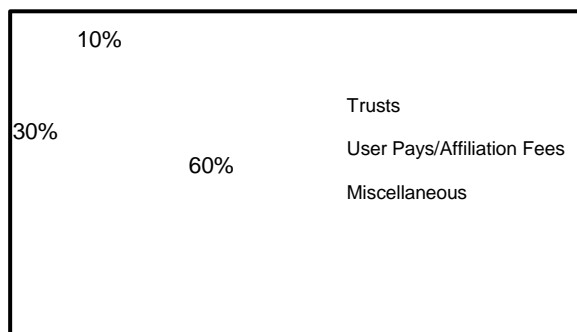 10%
30%
60%
Trusts
User Pays/Affiliation Fees
Miscellaneous